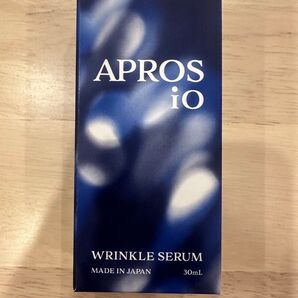 APROS
iO
WRINKLE SERUM
MADE IN JAPAN 30mL